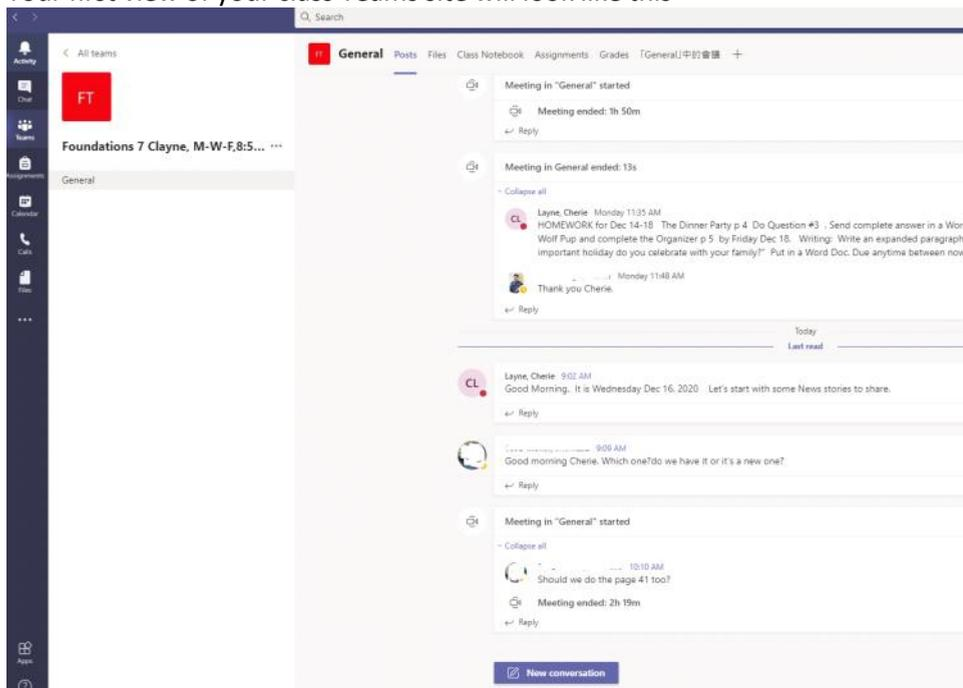 Your first view of your class Teams site will look like this
Search
Activity
Chat
Teams
Assignments
Calendar
Calls
Files
Apps
All teams
FT
Foundations 7 Clayne, M-W-F,8:5... ...
General
FT General Posts Files Class Notebook Assignments Grades 「General」中的會議 +
Meeting in "General" started
Meeting ended: 1h 50m
Reply
Meeting in General ended: 13s
Collapse all
CL Layne, Cherie Monday 11:35 AM
HOMEWORK for Dec 14-18 The Dinner Party p 4 Do Question #3 . Send complete answer in a Wor
Wolf Pup and complete the Organizer p 5 by Friday Dec 18. Writing: Write an expanded paragraph
important holiday do you celebrate with your family?" Put in a Word Doc. Due anytime between now
Monday 11:48 AM
Thank you Cherie.
Reply
Today
Last read
CL Layne, Cherie 9:02 AM
Good Morning. It is Wednesday Dec 16, 2020 Let's start with some News stories to share.
Reply
9:09 AM
Good morning Cherie. Which one?do we have it or it's a new one?
Reply
Meeting in "General" started
Collapse all
10:10 AM
Should we do the page 41 too?
Meeting ended: 2h 19m
Reply
New conversation